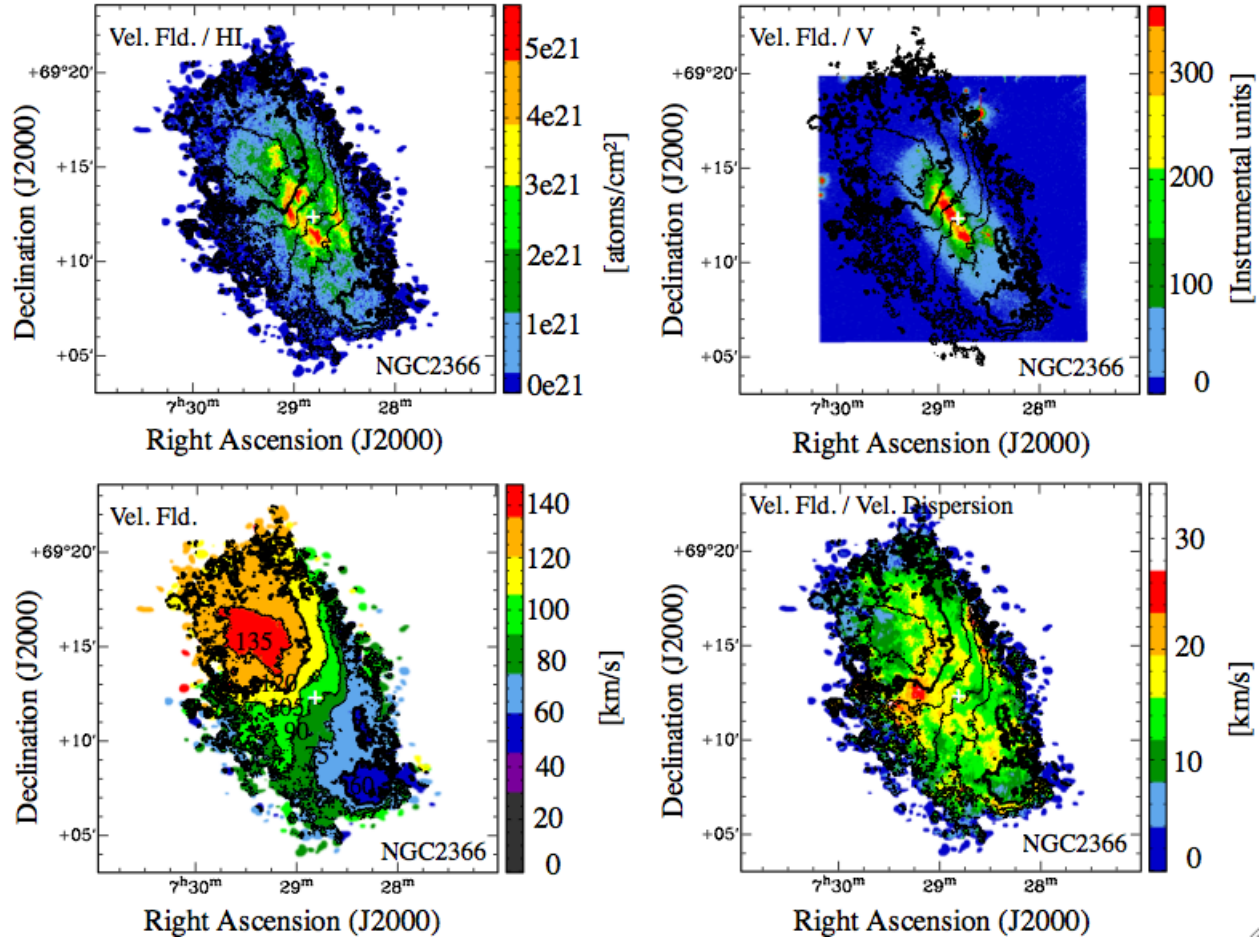 Vel. Fld. / HI
+69°20′
+15′
+10′
+05′
7ʰ30ᵐ 29ᵐ 28ᵐ
Right Ascension (J2000)
Declination (J2000)
NGC2366
5e21
4e21
3e21
2e21
1e21
0e21
[atoms/cm²]
Vel. Fld. / V
+69°20′
+15′
+10′
+05′
7ʰ30ᵐ 29ᵐ 28ᵐ
Right Ascension (J2000)
Declination (J2000)
NGC2366
300
200
100
0
[Instrumental units]
Vel. Fld.
+69°20′
+15′
+10′
+05′
7ʰ30ᵐ 29ᵐ 28ᵐ
Right Ascension (J2000)
Declination (J2000)
135
105
90
60
NGC2366
140
120
100
80
60
40
20
0
[km/s]
Vel. Fld. / Vel. Dispersion
+69°20′
+15′
+10′
+05′
7ʰ30ᵐ 29ᵐ 28ᵐ
Right Ascension (J2000)
Declination (J2000)
NGC2366
30
20
10
0
[km/s]